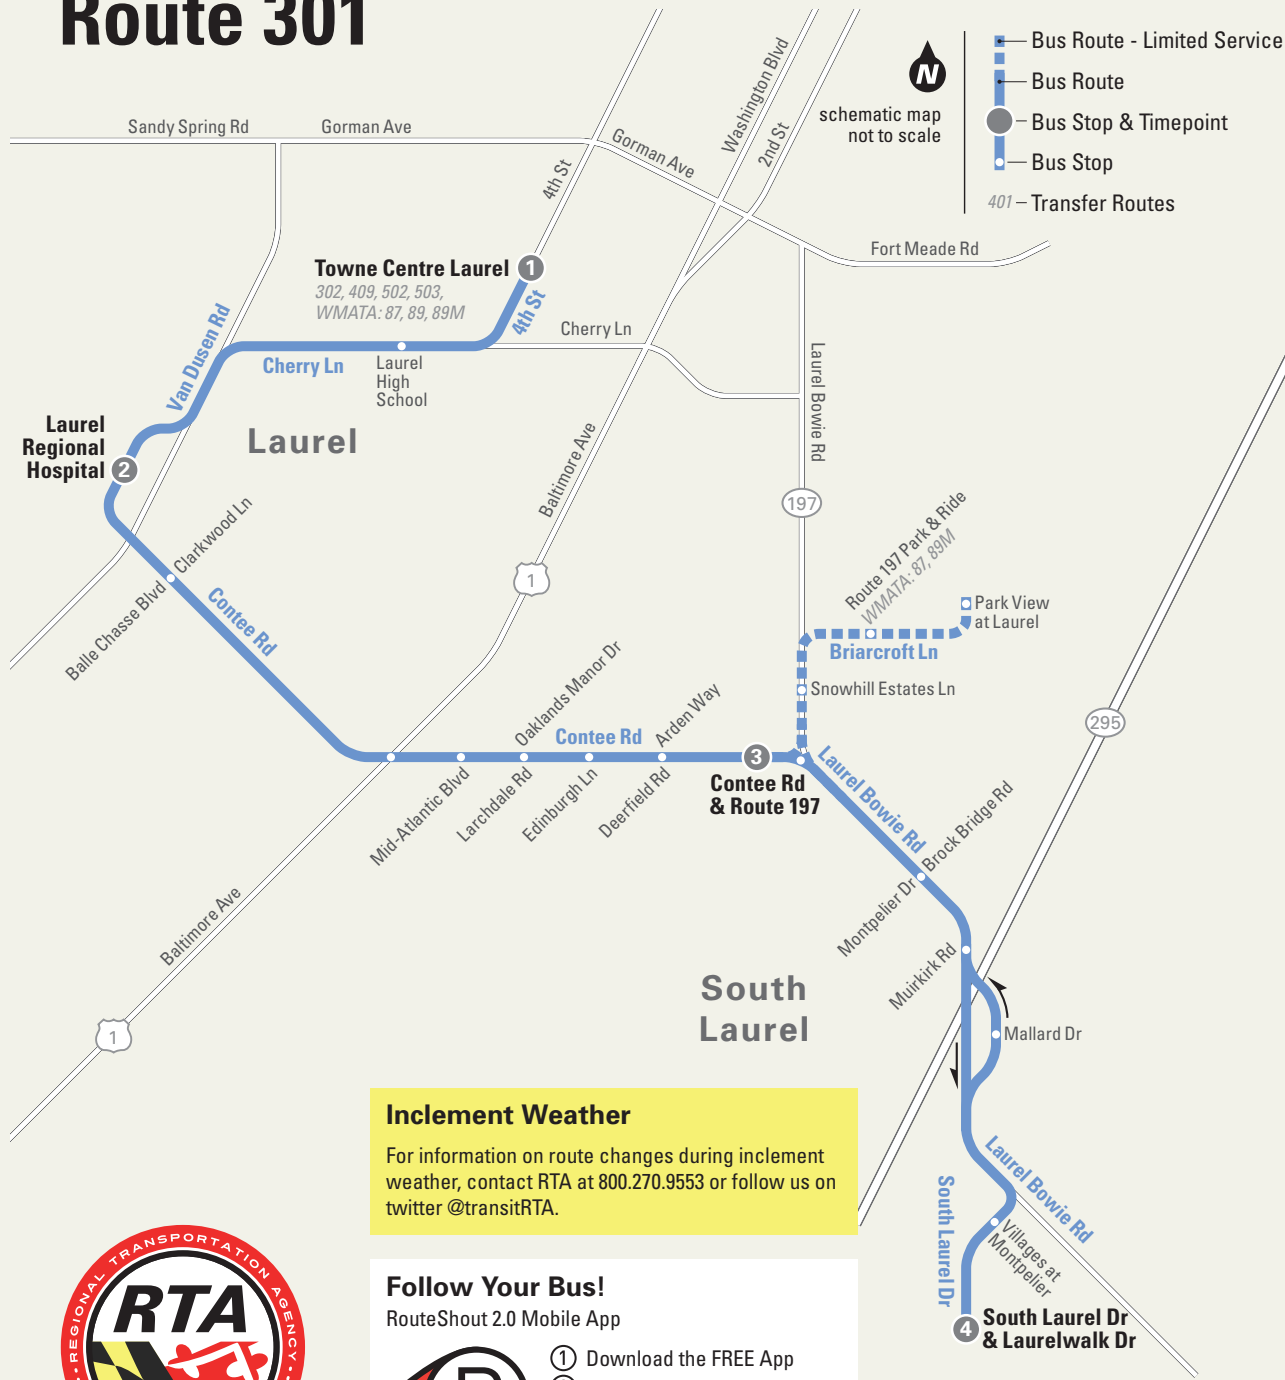 Route 301
Bus Route - Limited Service
Bus Route
Bus Stop & Timepoint
Bus Stop
401
Transfer Routes
N
schematic map
not to scale
Sandy Spring Rd
Gorman Ave
Gorman Ave
4th St
Washington Blvd
2nd St
Fort Meade Rd
Towne Centre Laurel
1
302, 409, 502, 503,
WMATA: 87, 89, 89M
4th St
Cherry Ln
Cherry Ln
Laurel
High
School
Van Dusen Rd
Laurel Bowie Rd
Laurel
Regional
Hospital
2
Laurel
Baltimore Ave
197
Clarkwood Ln
Balle Chasse Blvd
Contee Rd
1
Route 197 Park & Ride
WMATA: 87, 89M
Park View
at Laurel
Briarcroft Ln
Snowhill Estates Ln
295
Oaklands Manor Dr
Contee Rd
Arden Way
3
Contee Rd
& Route 197
Mid-Atlantic Blvd
Larchdale Rd
Edinburgh Ln
Deerfield Rd
Laurel Bowie Rd
Brock Bridge Rd
Montpelier Dr
Muirkirk Rd
Baltimore Ave
1
South
Laurel
Mallard Dr
Inclement Weather
For information on route changes during inclement
weather, contact RTA at 800.270.9553 or follow us on
twitter @transitRTA.
Laurel Bowie Rd
South Laurel Dr
Villages at
Montpelier
4
South Laurel Dr
& Laurelwalk Dr
REGIONAL TRANSPORTATION AGENCY
RTA
Follow Your Bus!
RouteShout 2.0 Mobile App
1 Download the FREE App